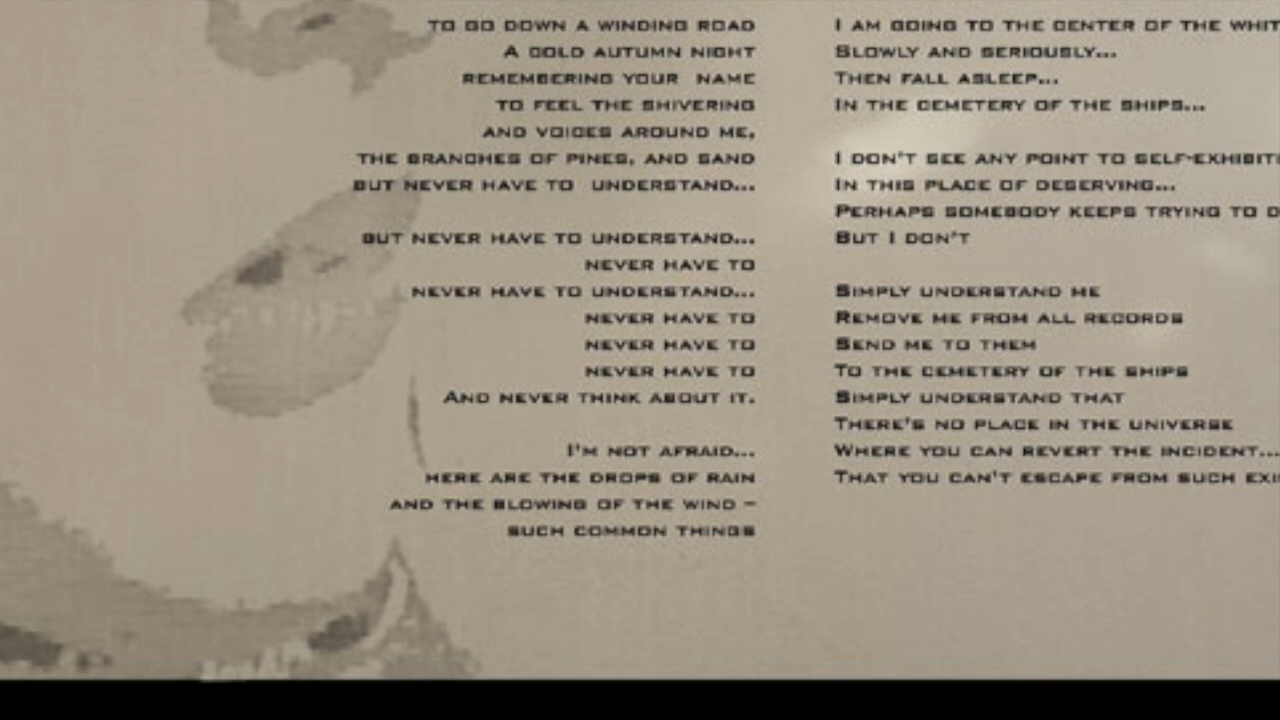 TO GO DOWN A WINDING ROAD
A COLD AUTUMN NIGHT
REMEMBERING YOUR NAME
TO FEEL THE SHIVERING
AND VOICES AROUND ME,
THE BRANCHES OF PINES, AND SAND
BUT NEVER HAVE TO UNDERSTAND...
BUT NEVER HAVE TO UNDERSTAND...
NEVER HAVE TO
NEVER HAVE TO UNDERSTAND...
NEVER HAVE TO
NEVER HAVE TO
NEVER HAVE TO
AND NEVER THINK ABOUT IT.
I'M NOT AFRAID...
HERE ARE THE DROPS OF RAIN
AND THE BLOWING OF THE WIND –
SUCH COMMON THINGS
I AM GOING TO THE CENTER OF THE WHIT
SLOWLY AND SERIOUSLY...
THEN FALL ASLEEP...
IN THE CEMETERY OF THE SHIPS...
I DON'T SEE ANY POINT TO SELF-EXHIBIT
IN THIS PLACE OF DESERVING...
PERHAPS SOMEBODY KEEPS TRYING TO
BUT I DON'T
SIMPLY UNDERSTAND ME
REMOVE ME FROM ALL RECORDS
SEND ME TO THEM
TO THE CEMETERY OF THE SHIPS
SIMPLY UNDERSTAND THAT
THERE'S NO PLACE IN THE UNIVERSE
WHERE YOU CAN REVERT THE INCIDENT...
THAT YOU CAN'T ESCAPE FROM SUCH EXI